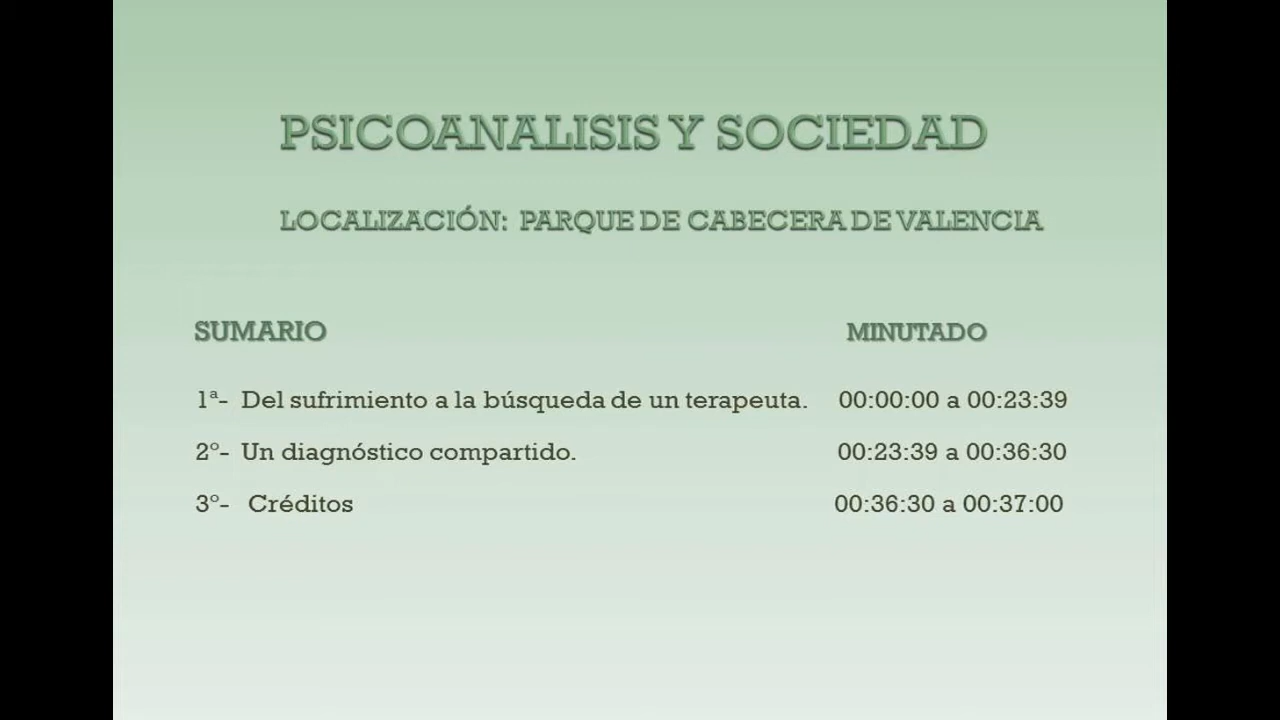 PSICOANALISIS Y SOCIEDAD
LOCALIZACIÓN: PARQUE DE CABECERA DE VALENCIA
SUMARIO MINUTADO
1ª- Del sufrimiento a la búsqueda de un terapeuta. 00:00:00 a 00:23:39
2º- Un diagnóstico compartido. 00:23:39 a 00:36:30
3º- Créditos 00:36:30 a 00:37:00